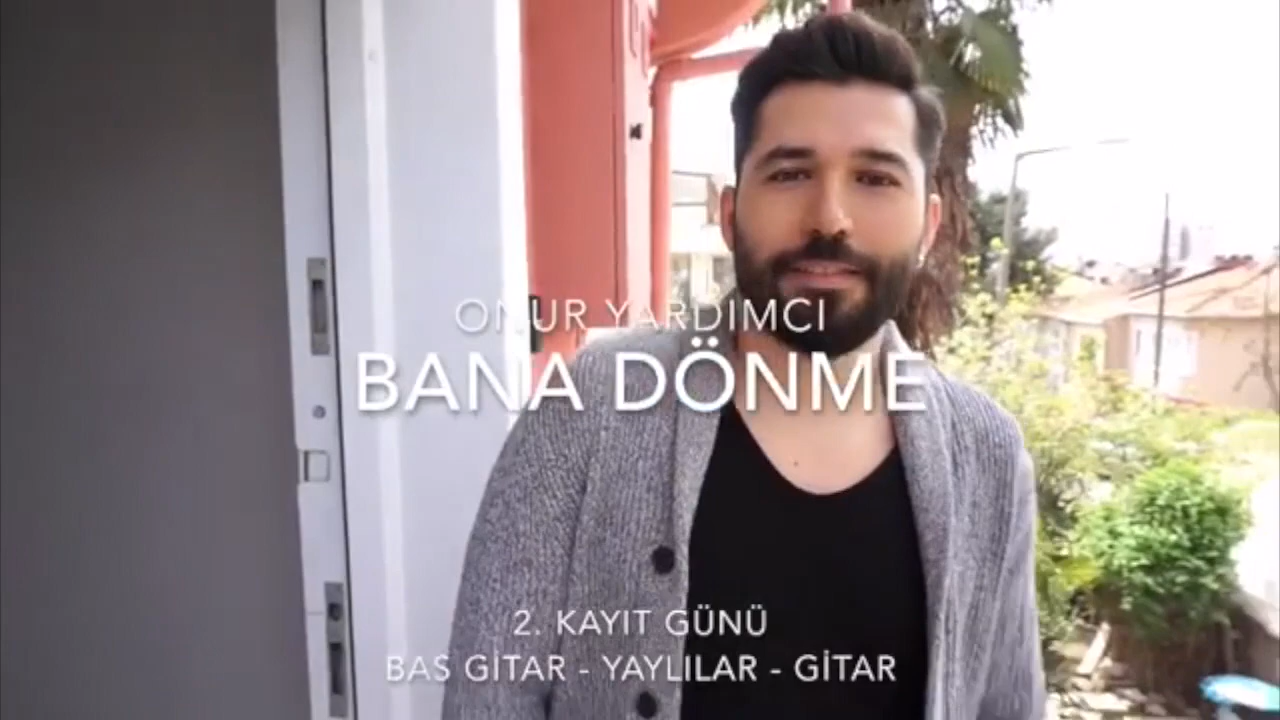 ONUR YARDIMCI
BANA DÖNME
2. KAYIT GÜNÜ
BAS GİTAR - YAYLILAR - GİTAR